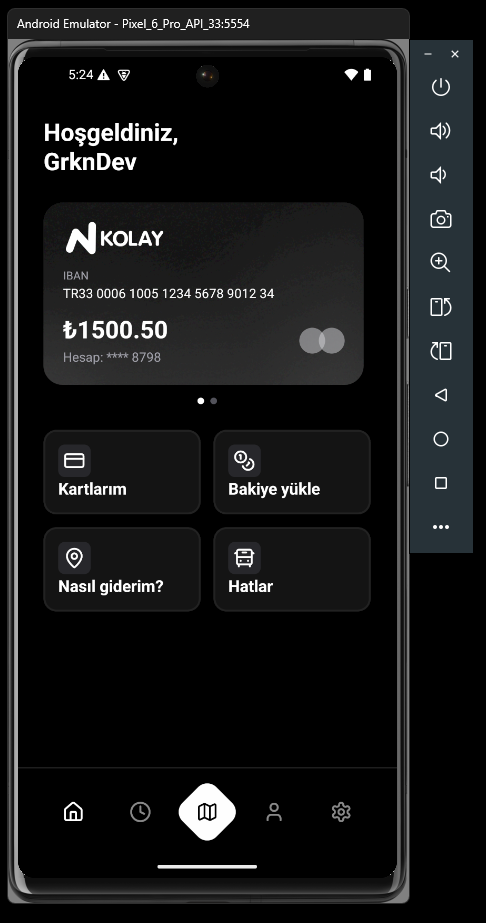 Android Emulator - Pixel_6_Pro_API_33:5554
5:24
Hoşgeldiniz,
GrknDev
N KOLAY
IBAN
TR33 0006 1005 1234 5678 9012 34
₺1500.50
Hesap: **** 8798
Kartlarım
Bakiye yükle
Nasıl giderim?
Hatlar